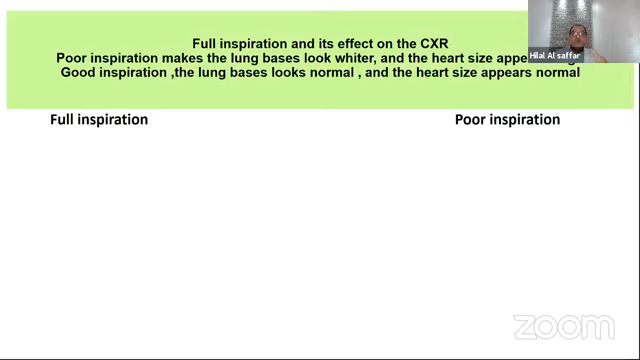 Full inspiration and its effect on the CXR
Poor inspiration makes the lung bases look whiter, and the heart size appe
Good inspiration ,the lung bases looks normal , and the heart size appears normal
Hilal Al saffar
Full inspiration
Poor inspiration
zoom